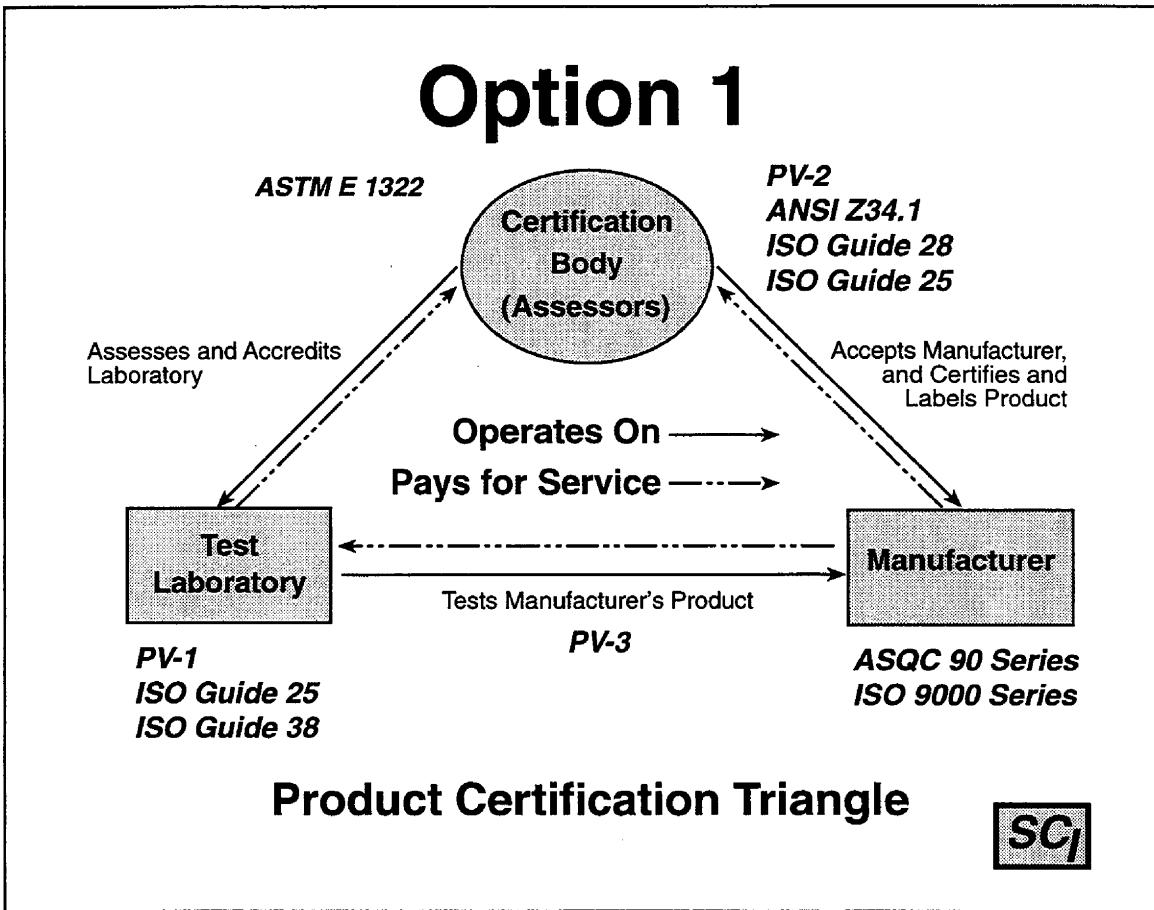 Option 1
ASTM E 1322
Certification
Body
(Assessors)
PV-2
ANSI Z34.1
ISO Guide 28
ISO Guide 25
Assesses and Accredits
Laboratory
Accepts Manufacturer,
and Certifies and
Labels Product
Operates On
Pays for Service
Test
Laboratory
Manufacturer
Tests Manufacturer's Product
PV-3
PV-1
ISO Guide 25
ISO Guide 38
ASQC 90 Series
ISO 9000 Series
Product Certification Triangle
SCI